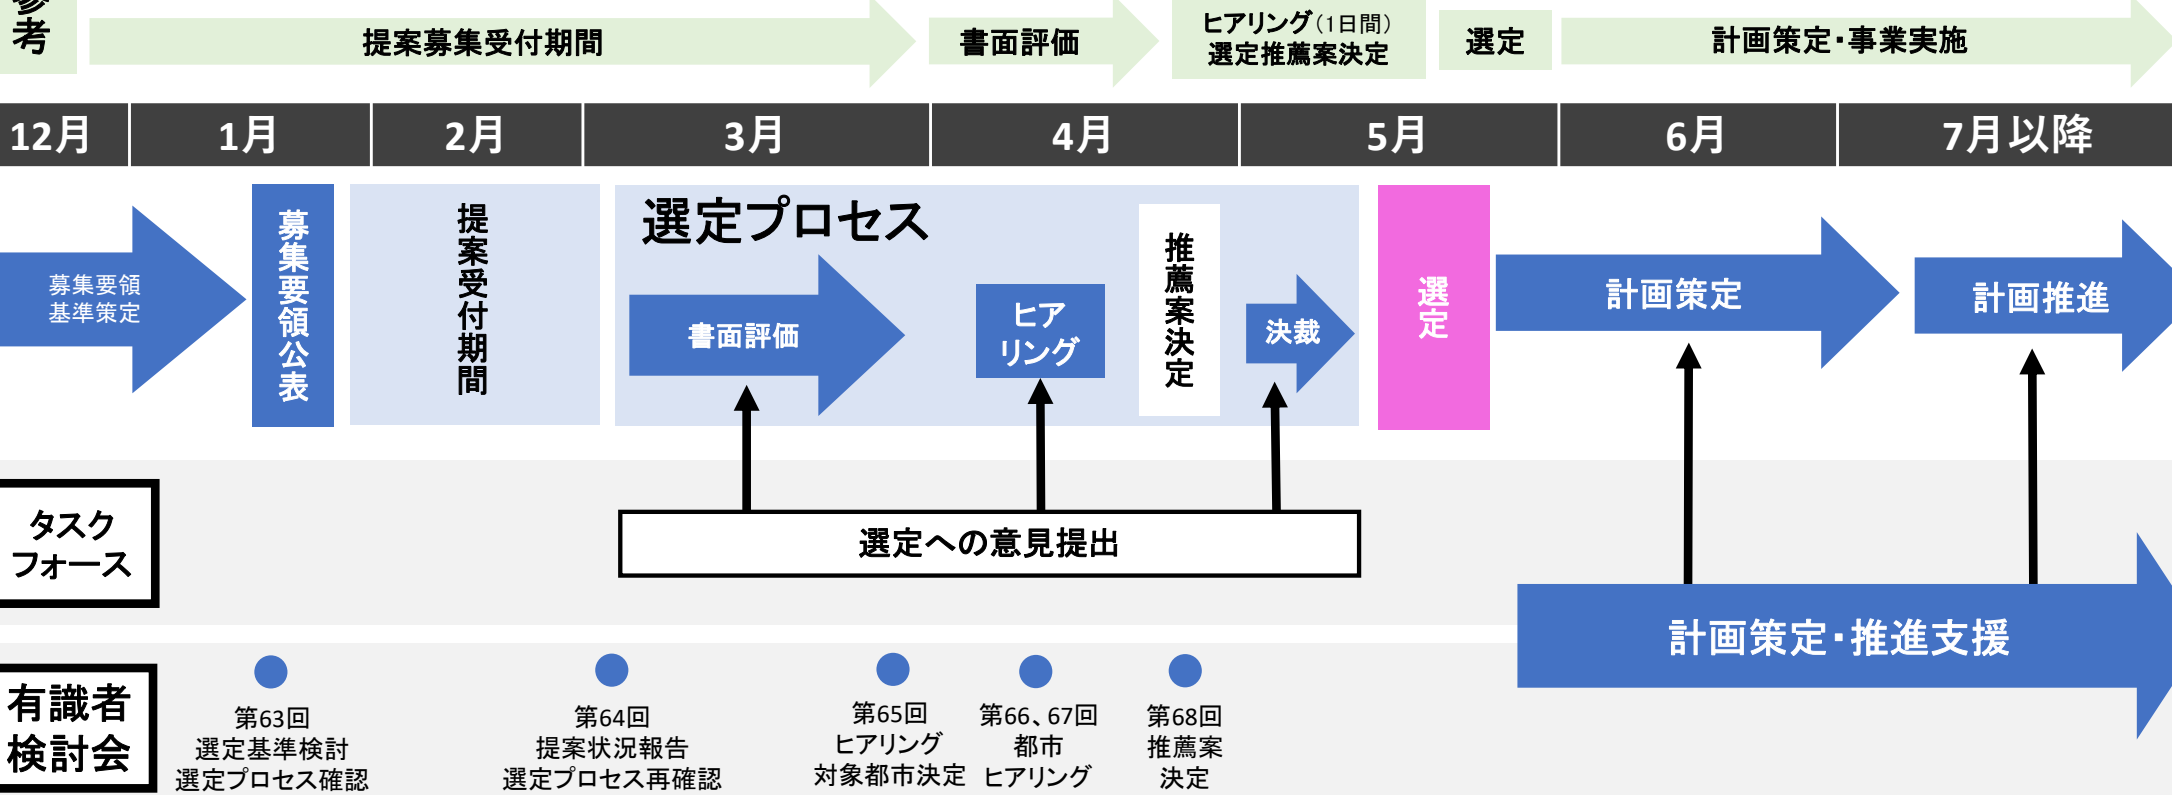 参
考
提案募集受付期間
書面評価
ヒアリング（1日間）
選定推薦案決定
選定
計画策定・事業実施
12月
1月
2月
3月
4月
5月
6月
7月以降
募集要領
基準策定
募集要領公表
提案受付期間
選定プロセス
書面評価
ヒア
リング
推薦案決定
決裁
選定
計画策定
計画推進
タスク
フォース
選定への意見提出
計画策定・推進支援
有識者
検討会
第63回
選定基準検討
選定プロセス確認
第64回
提案状況報告
選定プロセス再確認
第65回
ヒアリング
対象都市決定
第66、67回
都市
ヒアリング
第68回
推薦案
決定